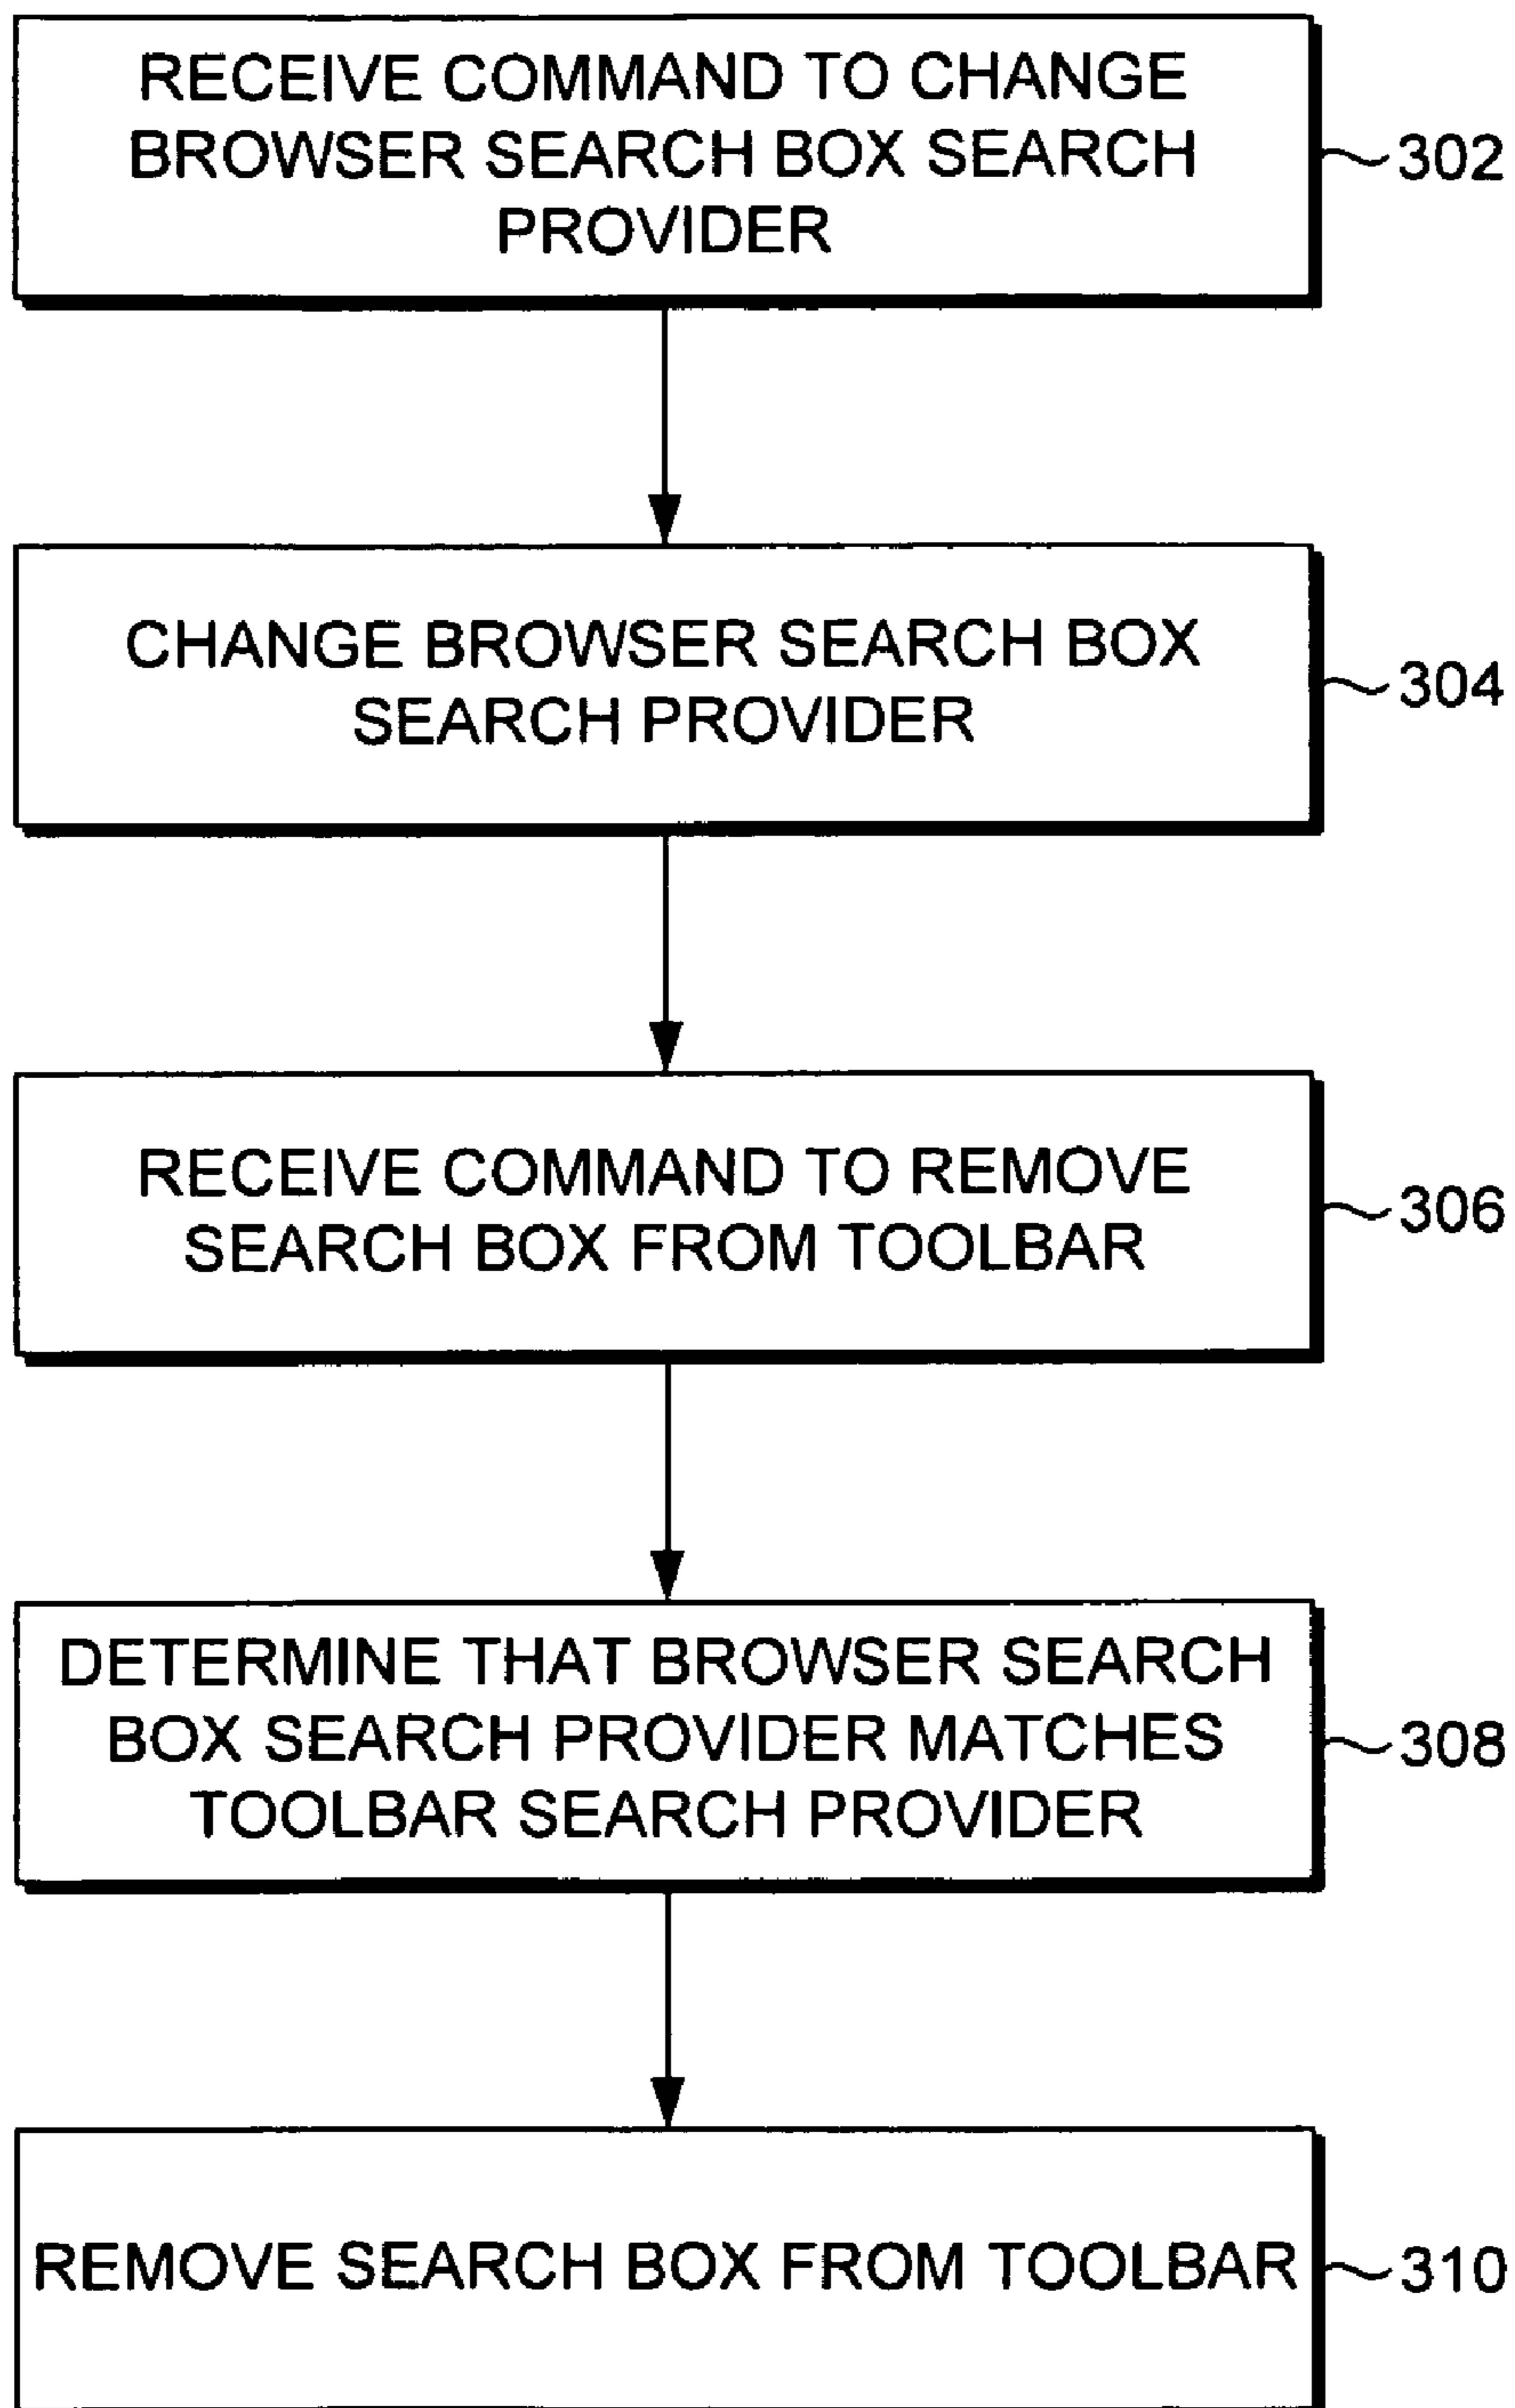 RECEIVE COMMAND TO CHANGE
BROWSER SEARCH BOX SEARCH
PROVIDER
302
CHANGE BROWSER SEARCH BOX
SEARCH PROVIDER
304
RECEIVE COMMAND TO REMOVE
SEARCH BOX FROM TOOLBAR
306
DETERMINE THAT BROWSER SEARCH
BOX SEARCH PROVIDER MATCHES
TOOLBAR SEARCH PROVIDER
308
REMOVE SEARCH BOX FROM TOOLBAR
310